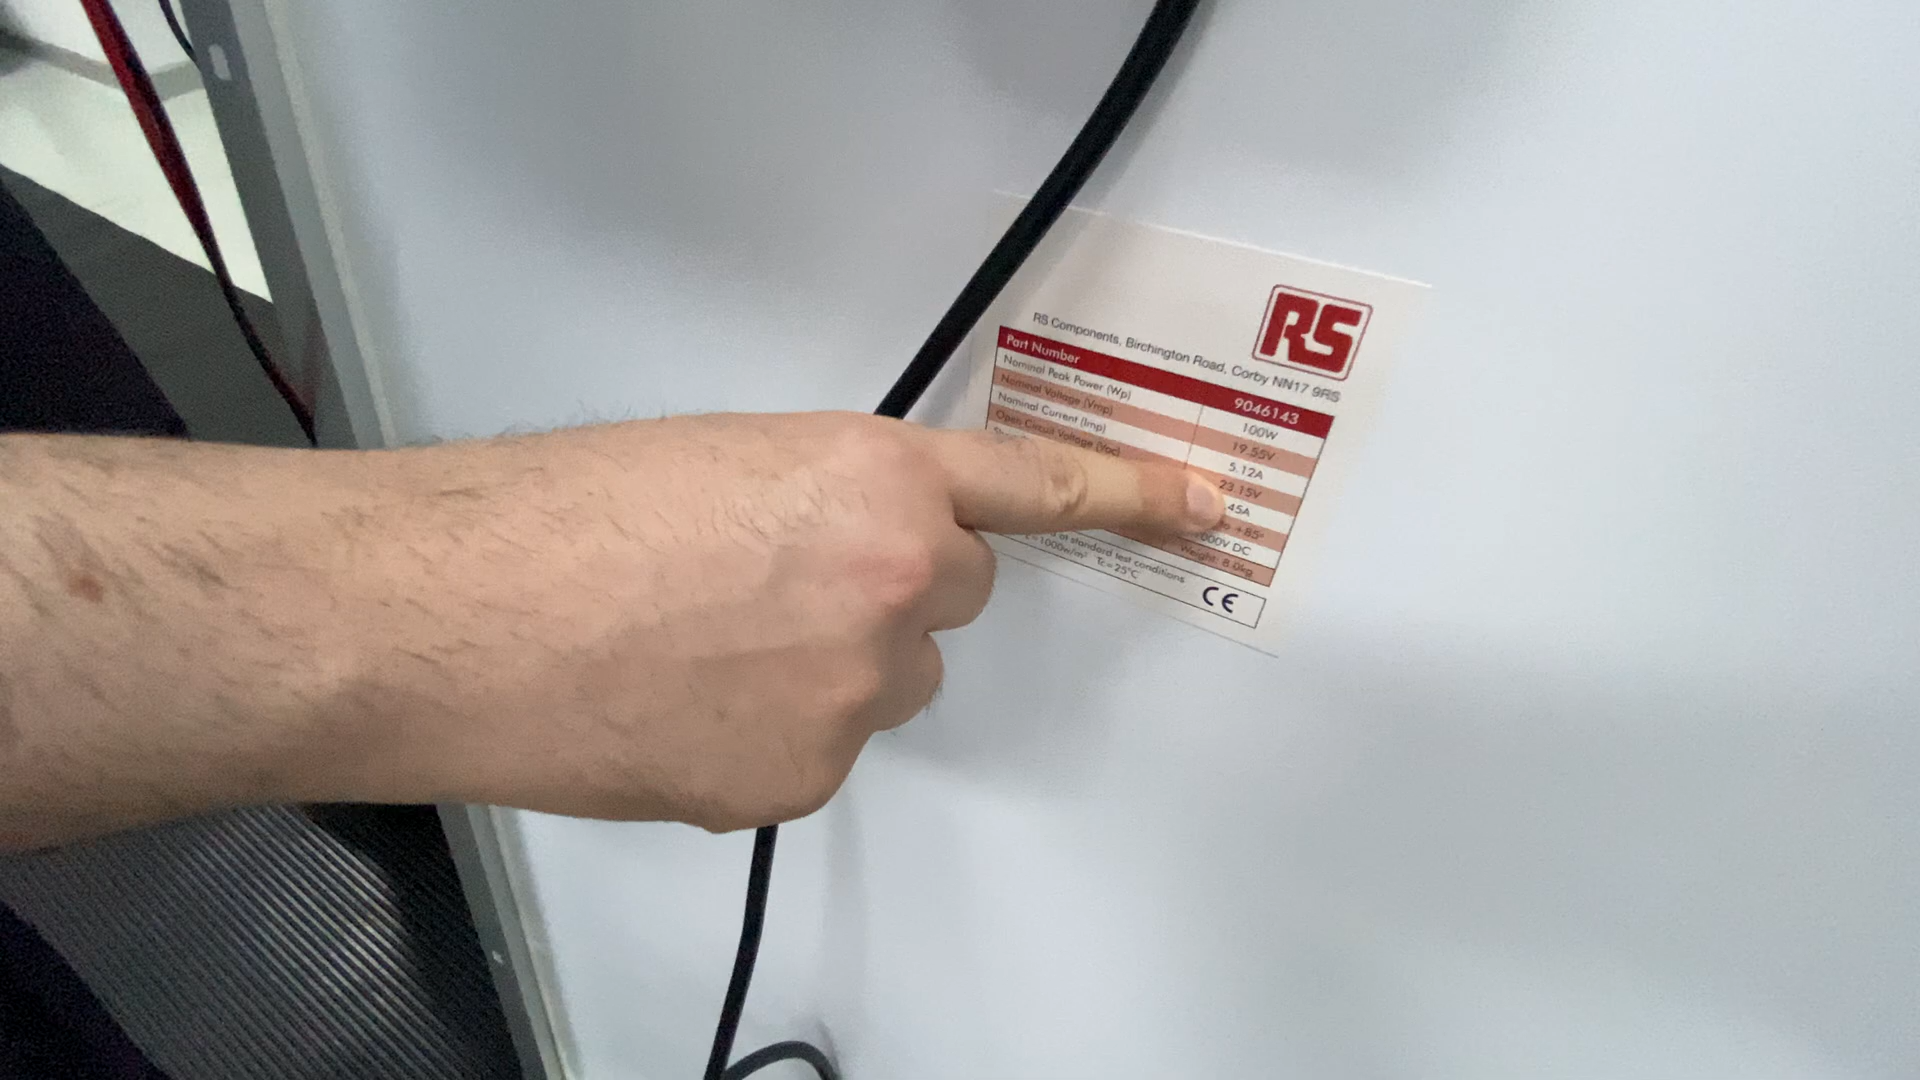 RS
RS Components, Birchington Road, Corby NN17 9RS
Part Number 9046143
Nominal Peak Power (Wp) 100W
Nominal Voltage (Vmp) 19.55V
Nominal Current (Imp) 5.12A
Open Circuit Voltage (Voc) 23.15V
.45A
+85°
000V DC
Weight: 8.0kg
at standard test conditions
=1000w/m² Tc=25°C
CE